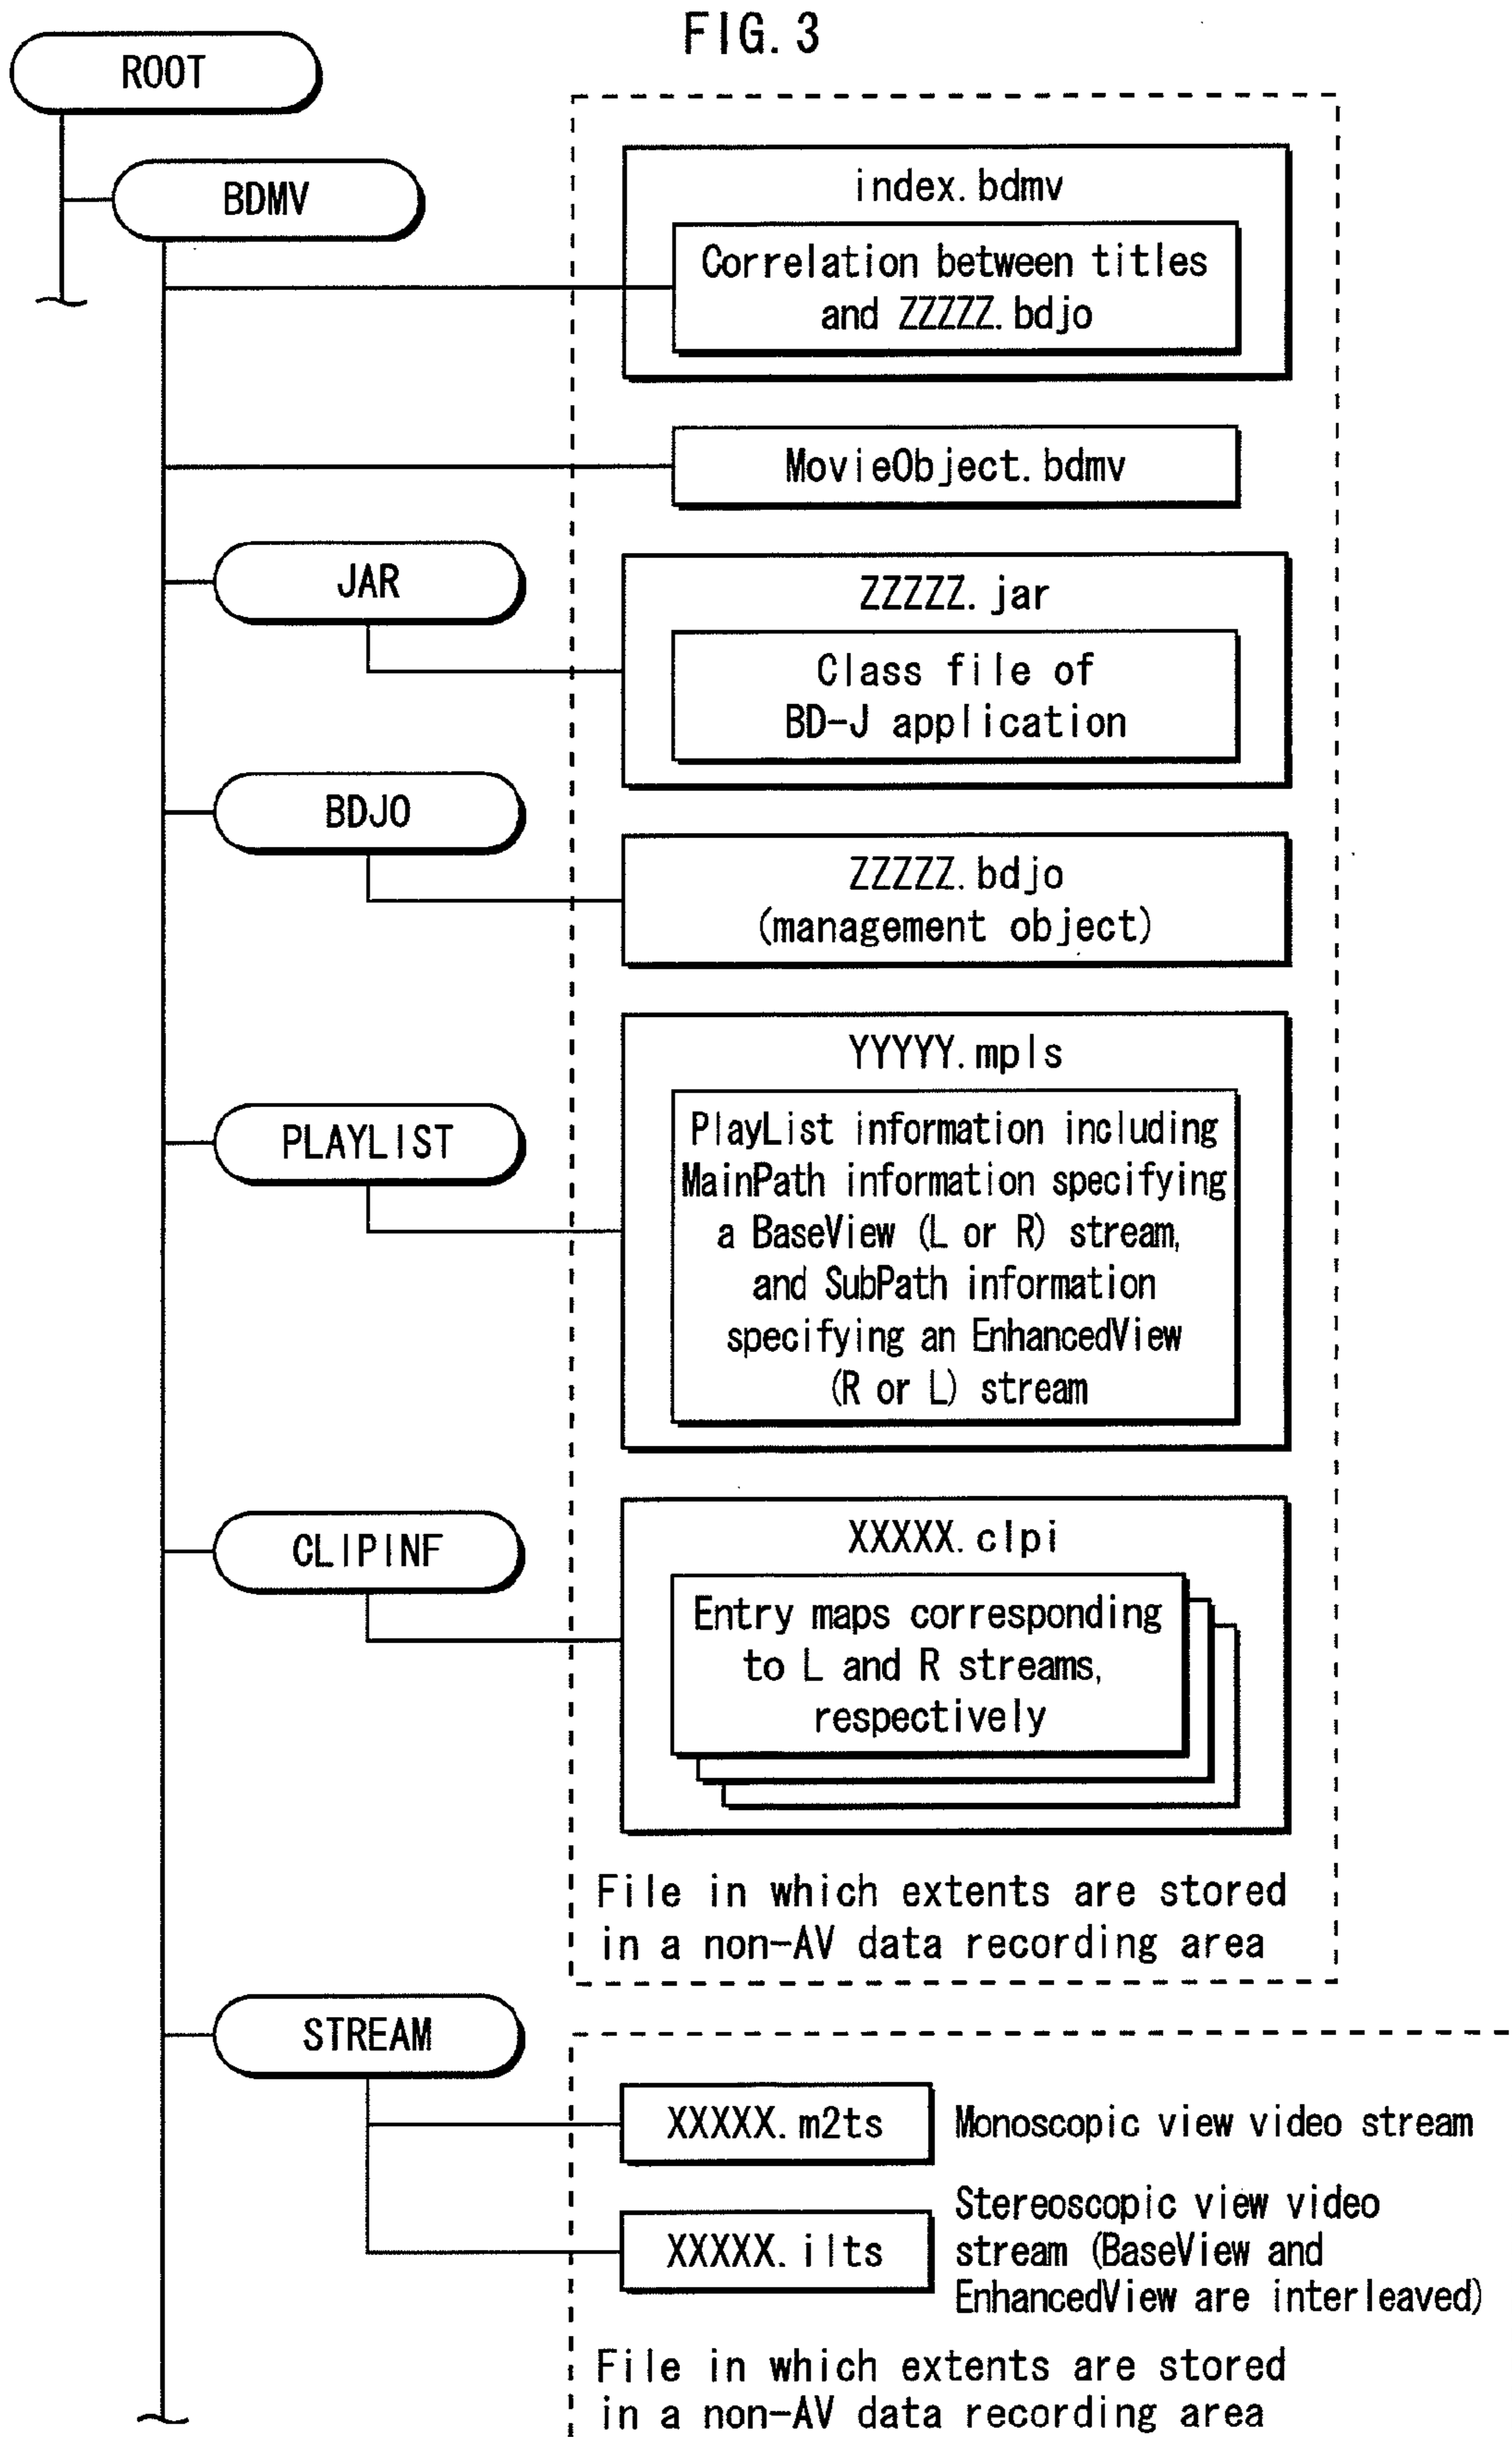 FIG. 3
ROOT
BDMV
index. bdmv
Correlation between titles
and ZZZZZ. bdjo
MovieObject. bdmv
JAR
ZZZZZ. jar
Class file of
BD-J application
BDJO
ZZZZZ. bdjo
(management object)
YYYYY. mpls
PLAYLIST
PlayList information including
MainPath information specifying
a BaseView (L or R) stream,
and SubPath information
specifying an EnhancedView
(R or L) stream
CLIPINF
XXXXX. clpi
Entry maps corresponding
to L and R streams,
respectively
File in which extents are stored
in a non-AV data recording area
STREAM
XXXXX. m2ts
Monoscopic view video stream
XXXXX. ilts
Stereoscopic view video
stream (BaseView and
EnhancedView are interleaved)
File in which extents are stored
in a non-AV data recording area